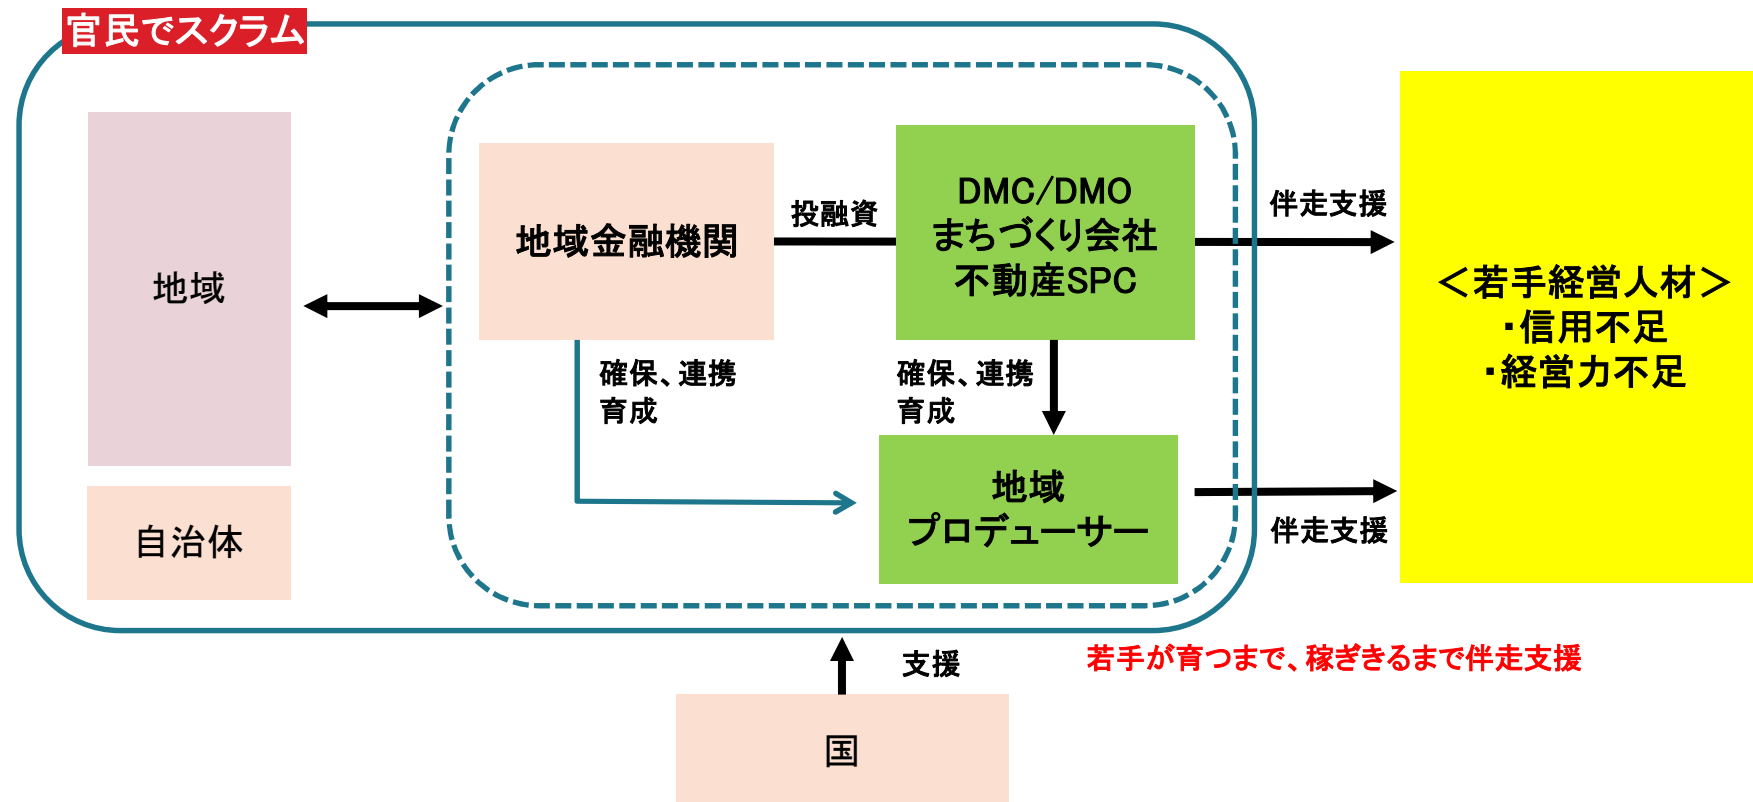 官民でスクラム
地域
自治体
地域金融機関
投融資
DMC/DMO
まちづくり会社
不動産SPC
確保、連携
育成
確保、連携
育成
地域
プロデューサー
伴走支援
伴走支援
＜若手経営人材＞
・信用不足
・経営力不足
支援
国
若手が育つまで、稼ぎきるまで伴走支援